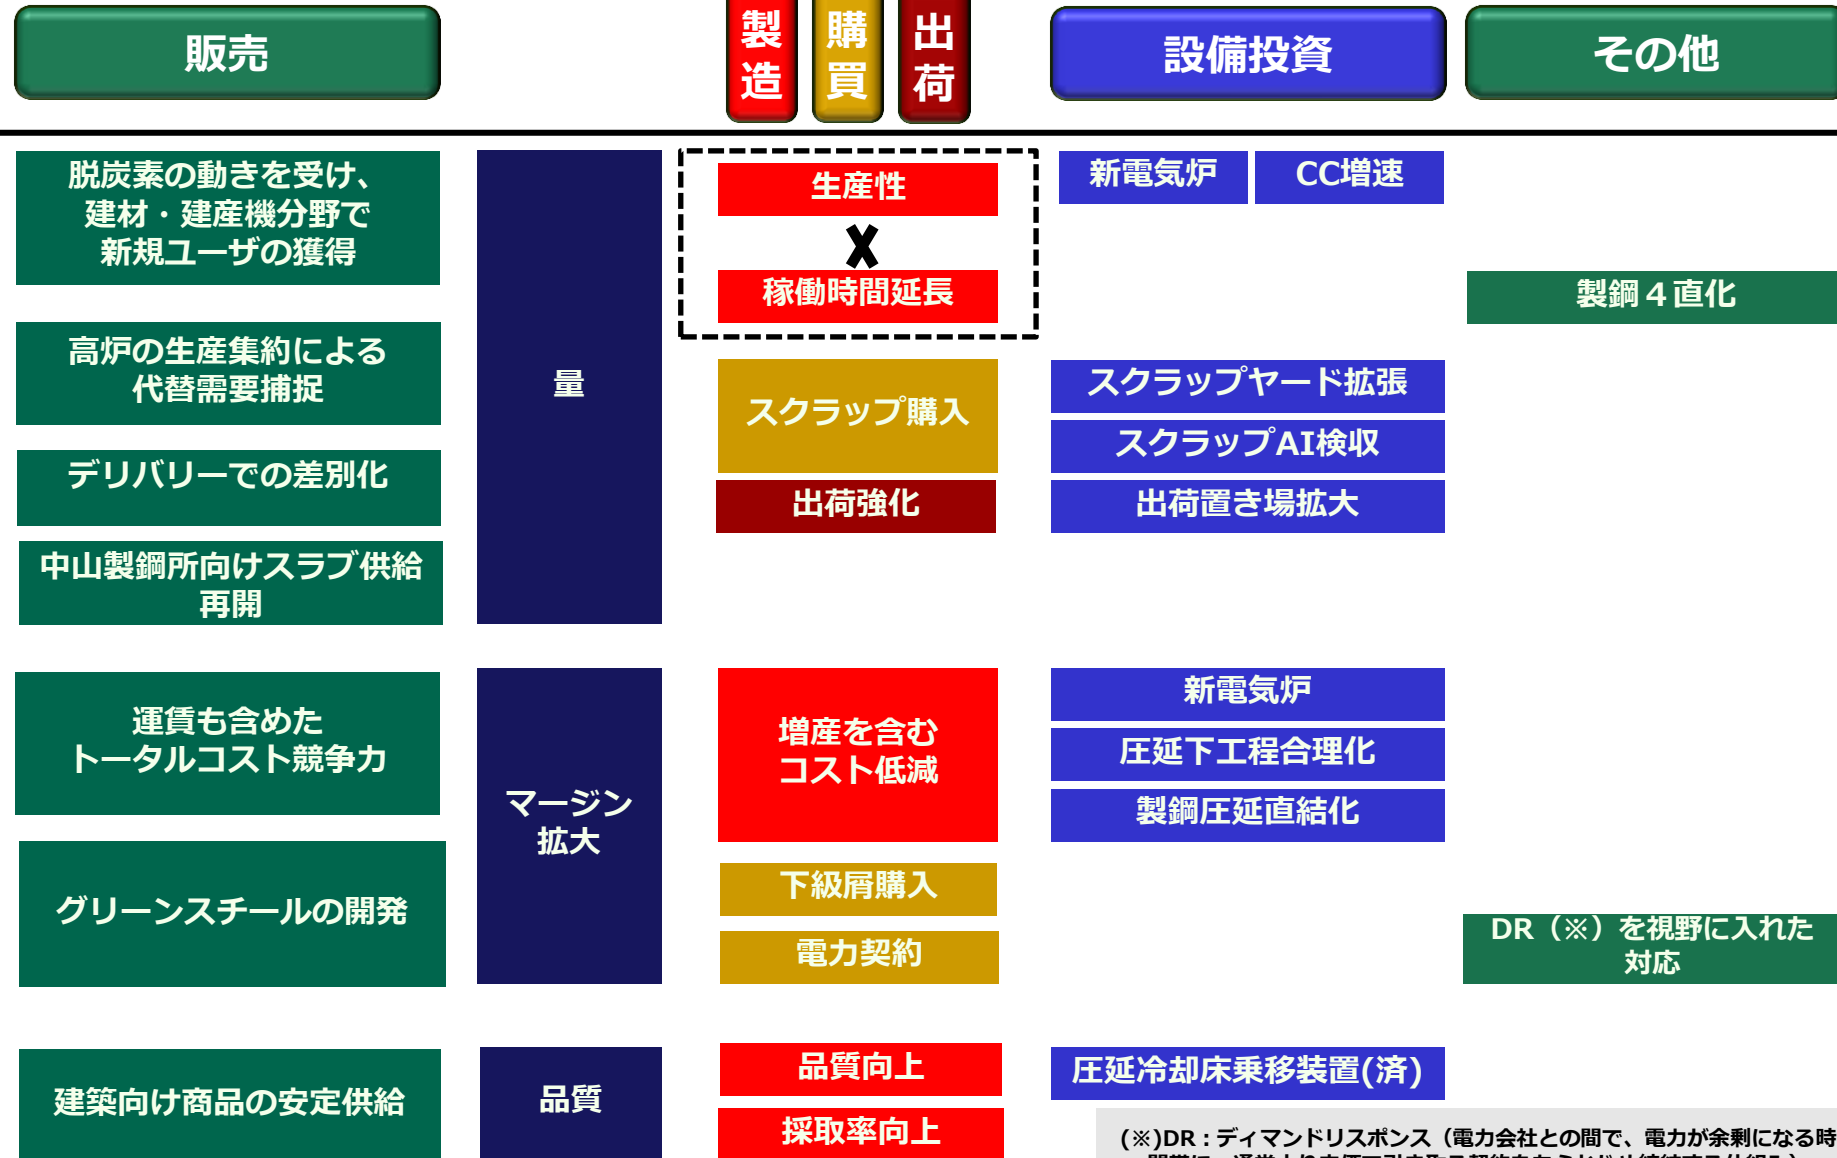 販売
製造
購買
出荷
設備投資
その他
脱炭素の動きを受け、
建材・建産機分野で
新規ユーザの獲得
高炉の生産集約による
代替需要捕捉
デリバリーでの差別化
中山製鋼所向けスラブ供給
再開
量
生産性
X
稼働時間延長
スクラップ購入
出荷強化
新電気炉
CC増速
スクラップヤード拡張
スクラップAI検収
出荷置き場拡大
製鋼４直化
運賃も含めた
トータルコスト競争力
グリーンスチールの開発
マージン
拡大
増産を含む
コスト低減
下級屑購入
電力契約
新電気炉
圧延下工程合理化
製鋼圧延直結化
DR（※）を視野に入れた
対応
建築向け商品の安定供給
品質
品質向上
採取率向上
圧延冷却床乗移装置(済)
(※)DR：ディマンドリスポンス（電力会社との間で、電力が余剰になる時